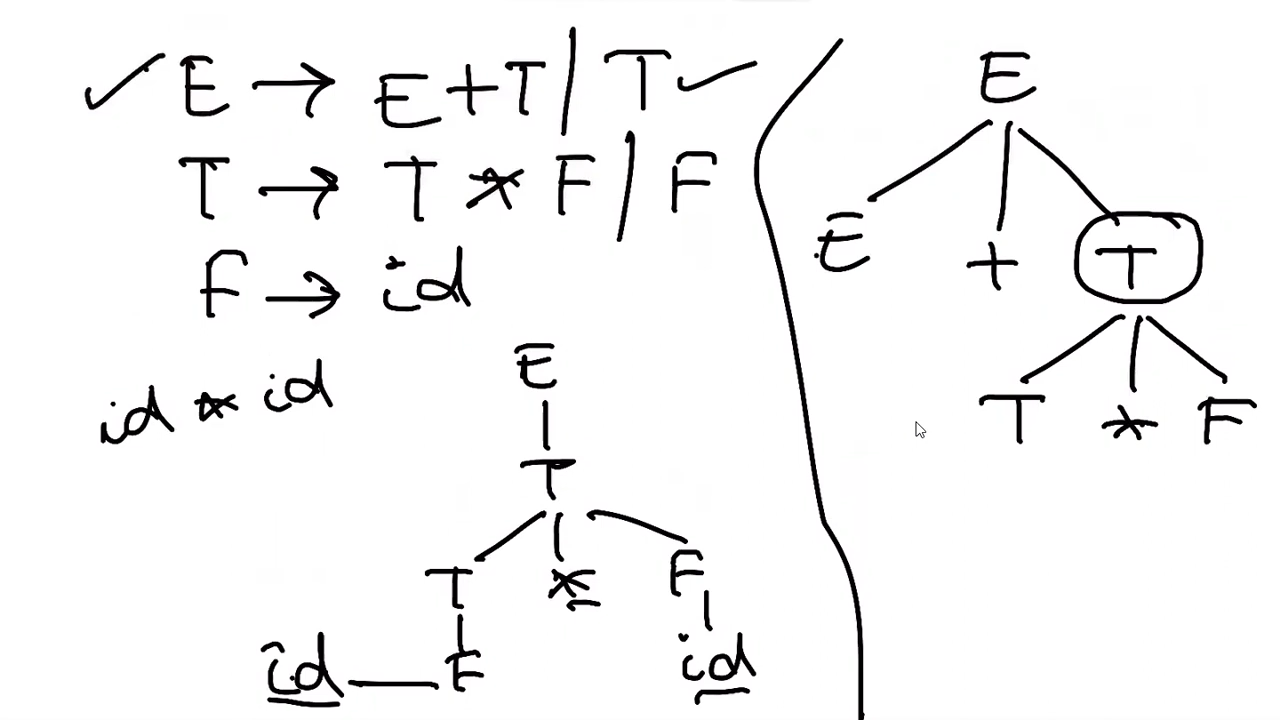 E → E + T / T
T → T * F / F
F → id
id * id
E
T
T * F
id F id
E
E + T
T * F